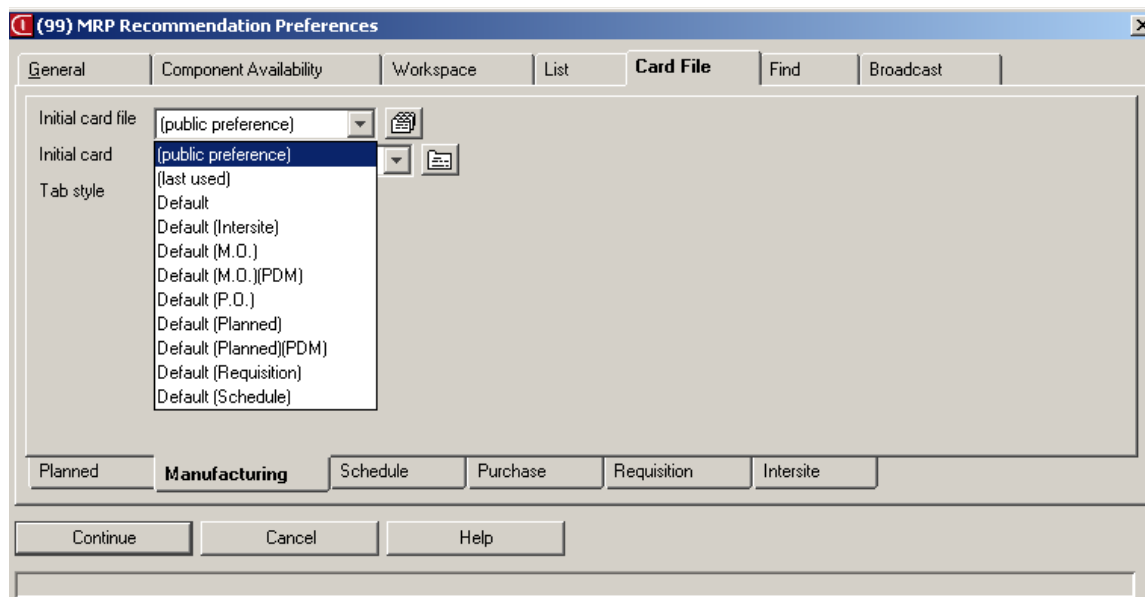 (99) MRP Recommendation Preferences
General Component Availability Workspace List Card File Find Broadcast
Initial card file (public preference)
Initial card
Tab style
(public preference)
(last used)
Default
Default (Intersite)
Default (M.O.)
Default (M.O.)(PDM)
Default (P.O.)
Default (Planned)
Default (Planned)(PDM)
Default (Requisition)
Default (Schedule)
Planned Manufacturing Schedule Purchase Requisition Intersite
Continue Cancel Help